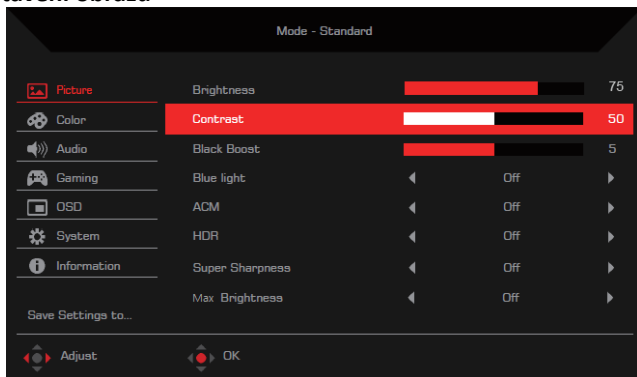 Mode - Standard
Picture
Brightness 75
Color
Contrast 50
Audio
Black Boost 5
Gaming
Blue light Off
OSD
ACM Off
System
HDR Off
Information
Super Sharpness Off
Max Brightness Off
Save Settings to...
Adjust OK